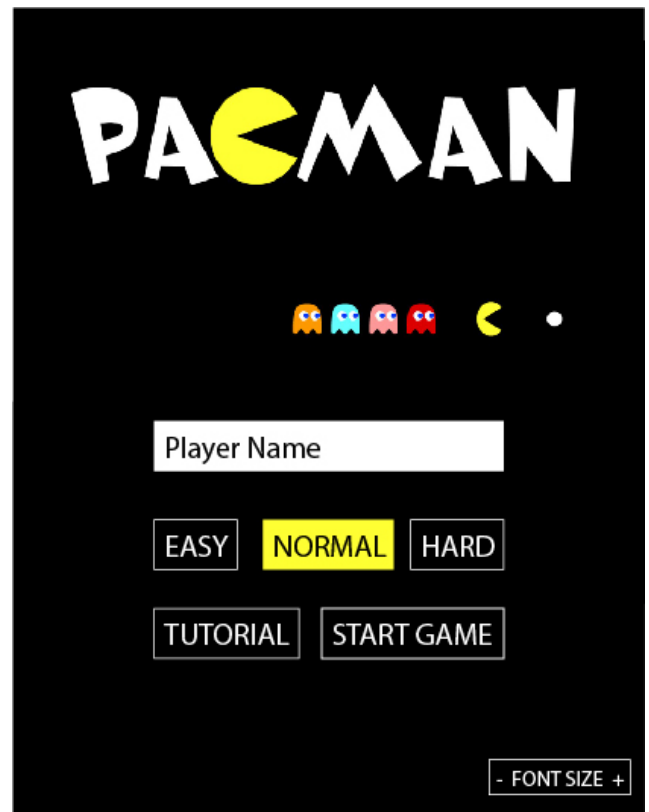 PACMAN
Player Name
EASY NORMAL HARD
TUTORIAL START GAME
- FONT SIZE +